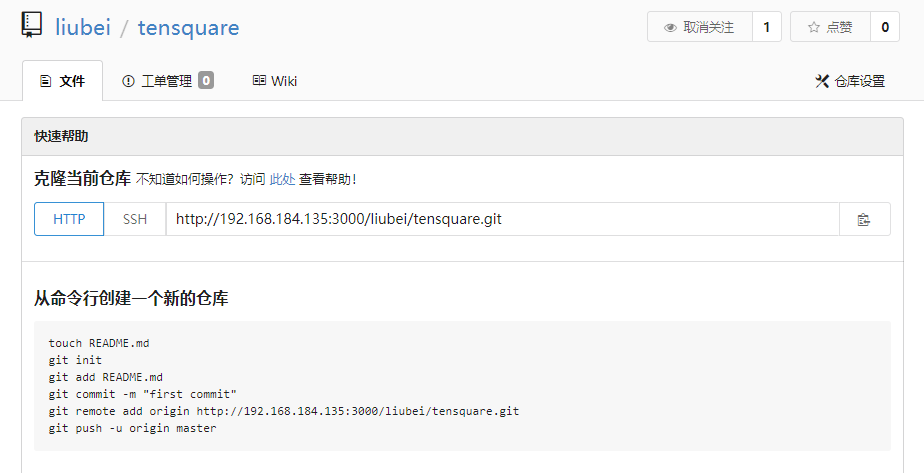 liubei / tensquare 取消关注 1 点赞 0
文件 工单管理 0 Wiki 仓库设置
快速帮助
克隆当前仓库 不知道如何操作？访问 此处 查看帮助！
HTTP SSH http://192.168.184.135:3000/liubei/tensquare.git
从命令行创建一个新的仓库
touch README.md
git init
git add README.md
git commit -m "first commit"
git remote add origin http://192.168.184.135:3000/liubei/tensquare.git
git push -u origin master